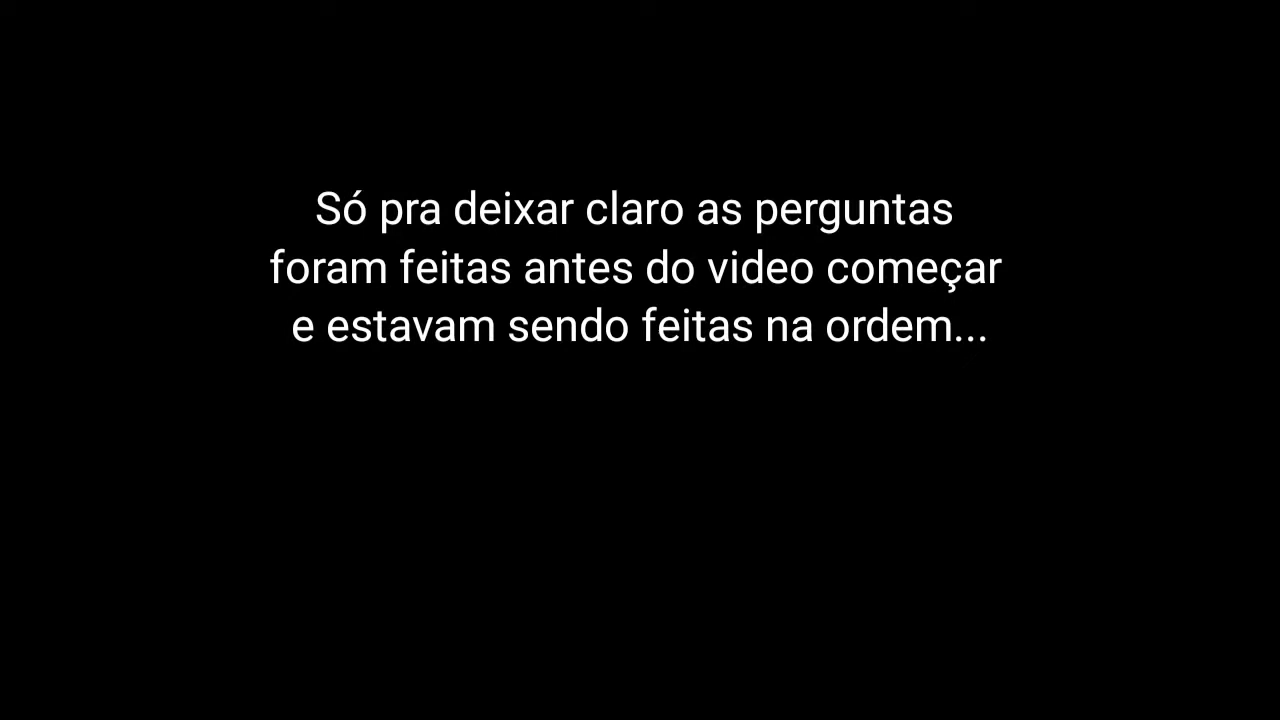 Só pra deixar claro as perguntas
foram feitas antes do video começar
e estavam sendo feitas na ordem...